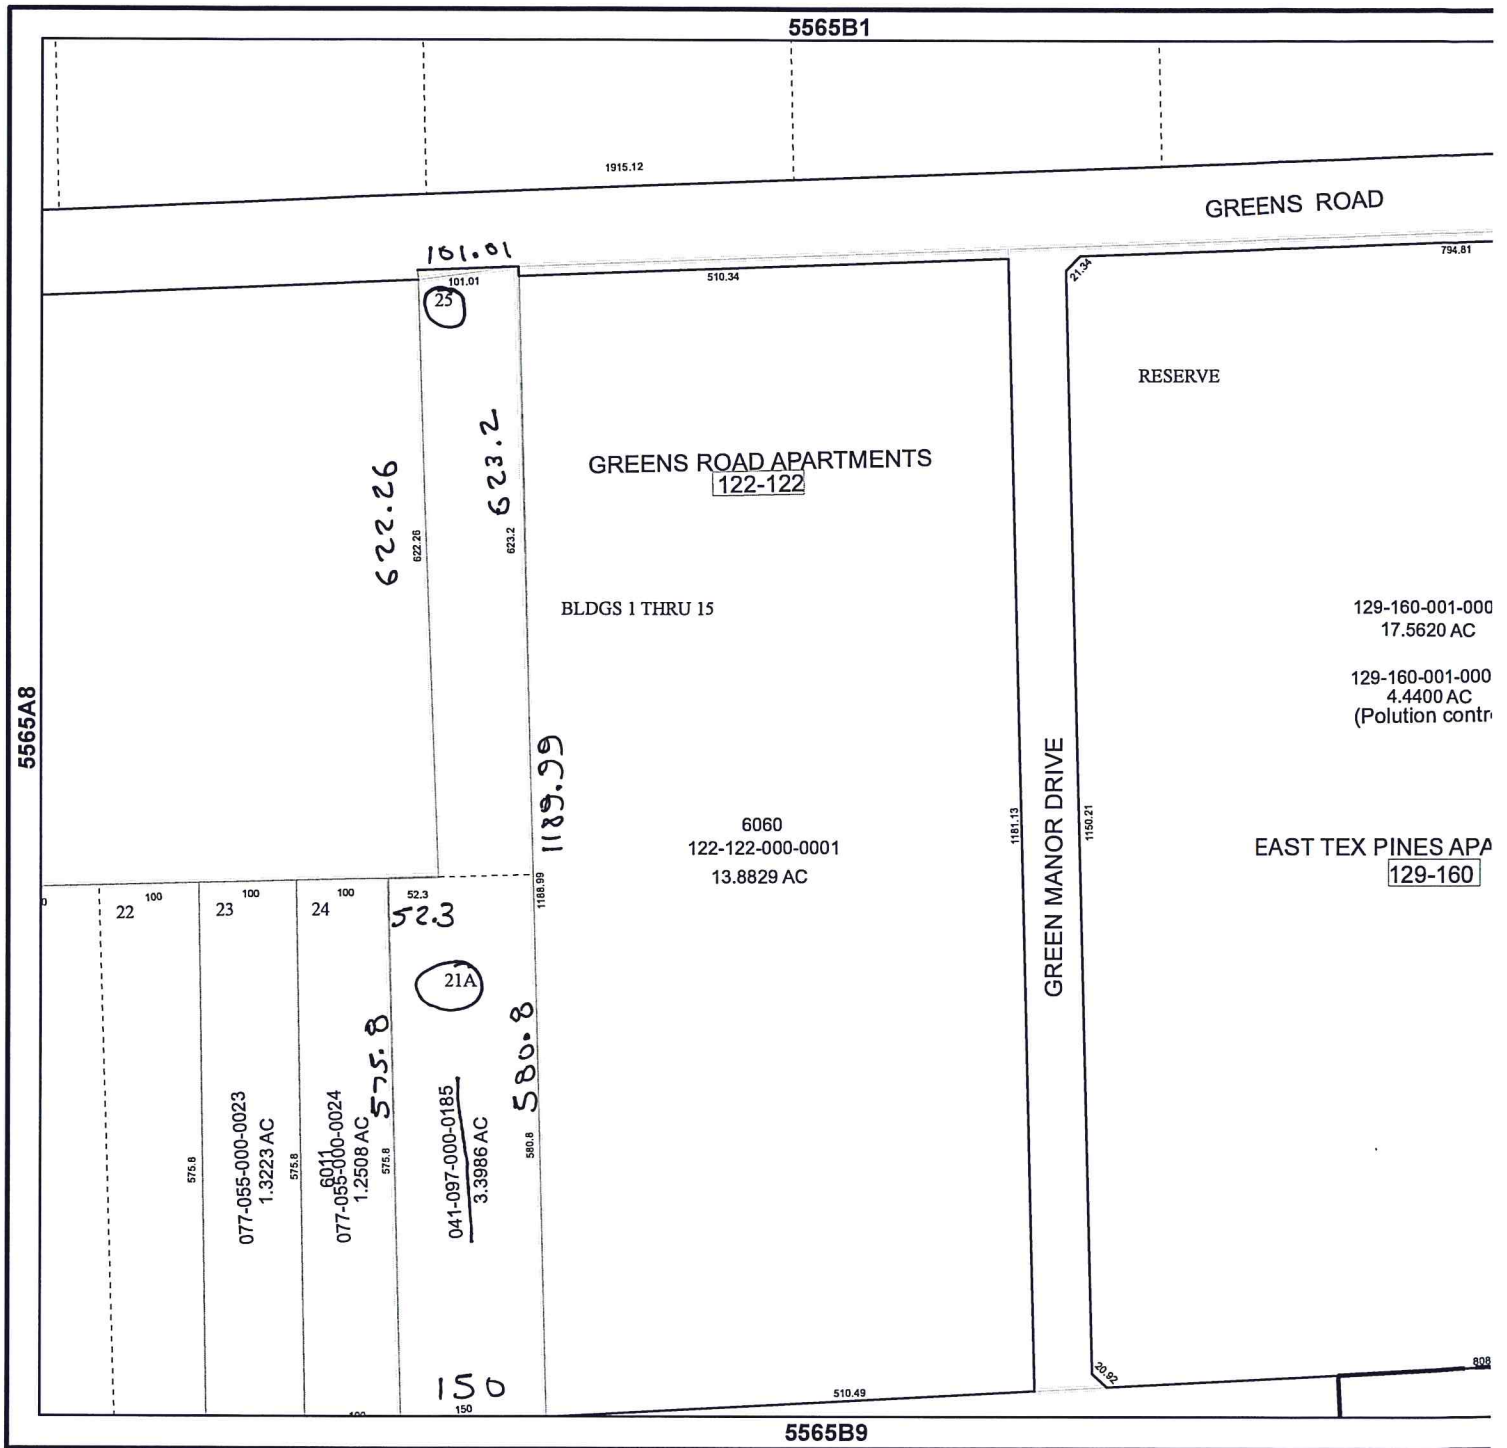 5565B1
1915.12
GREENS ROAD
101.01
101.01
25
510.34
21.34
794.81
RESERVE
622.26
622.26
623.2
623.2
GREENS ROAD APARTMENTS
122-122
BLDGS 1 THRU 15
129-160-001-000
17.5620 AC
129-160-001-000
4.4400 AC
(Polution contr
5565A8
1189.99
1188.99
6060
122-122-000-0001
13.8829 AC
1181.13
GREEN MANOR DRIVE
1150.21
EAST TEX PINES APA
129-160
0
22
100
23
100
24
100
52.3
52.3
21A
575.8
077-055-000-0023
1.3223 AC
575.8
6011
077-055-000-0024
1.2508 AC
575.8
575.8
041-097-000-0185
3.3986 AC
580.8
580.8
20.92
808
150
100
150
510.49
5565B9